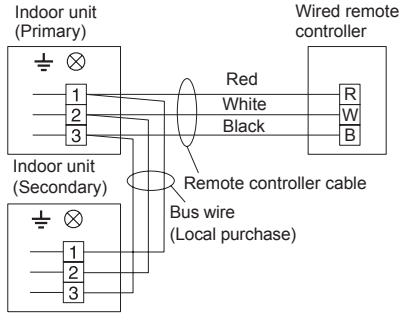 Indoor unit
(Primary)
Wired remote
controller
1
2
3
Red
White
Black
R
W
B
Indoor unit
(Secondary)
Remote controller cable
Bus wire
(Local purchase)
1
2
3